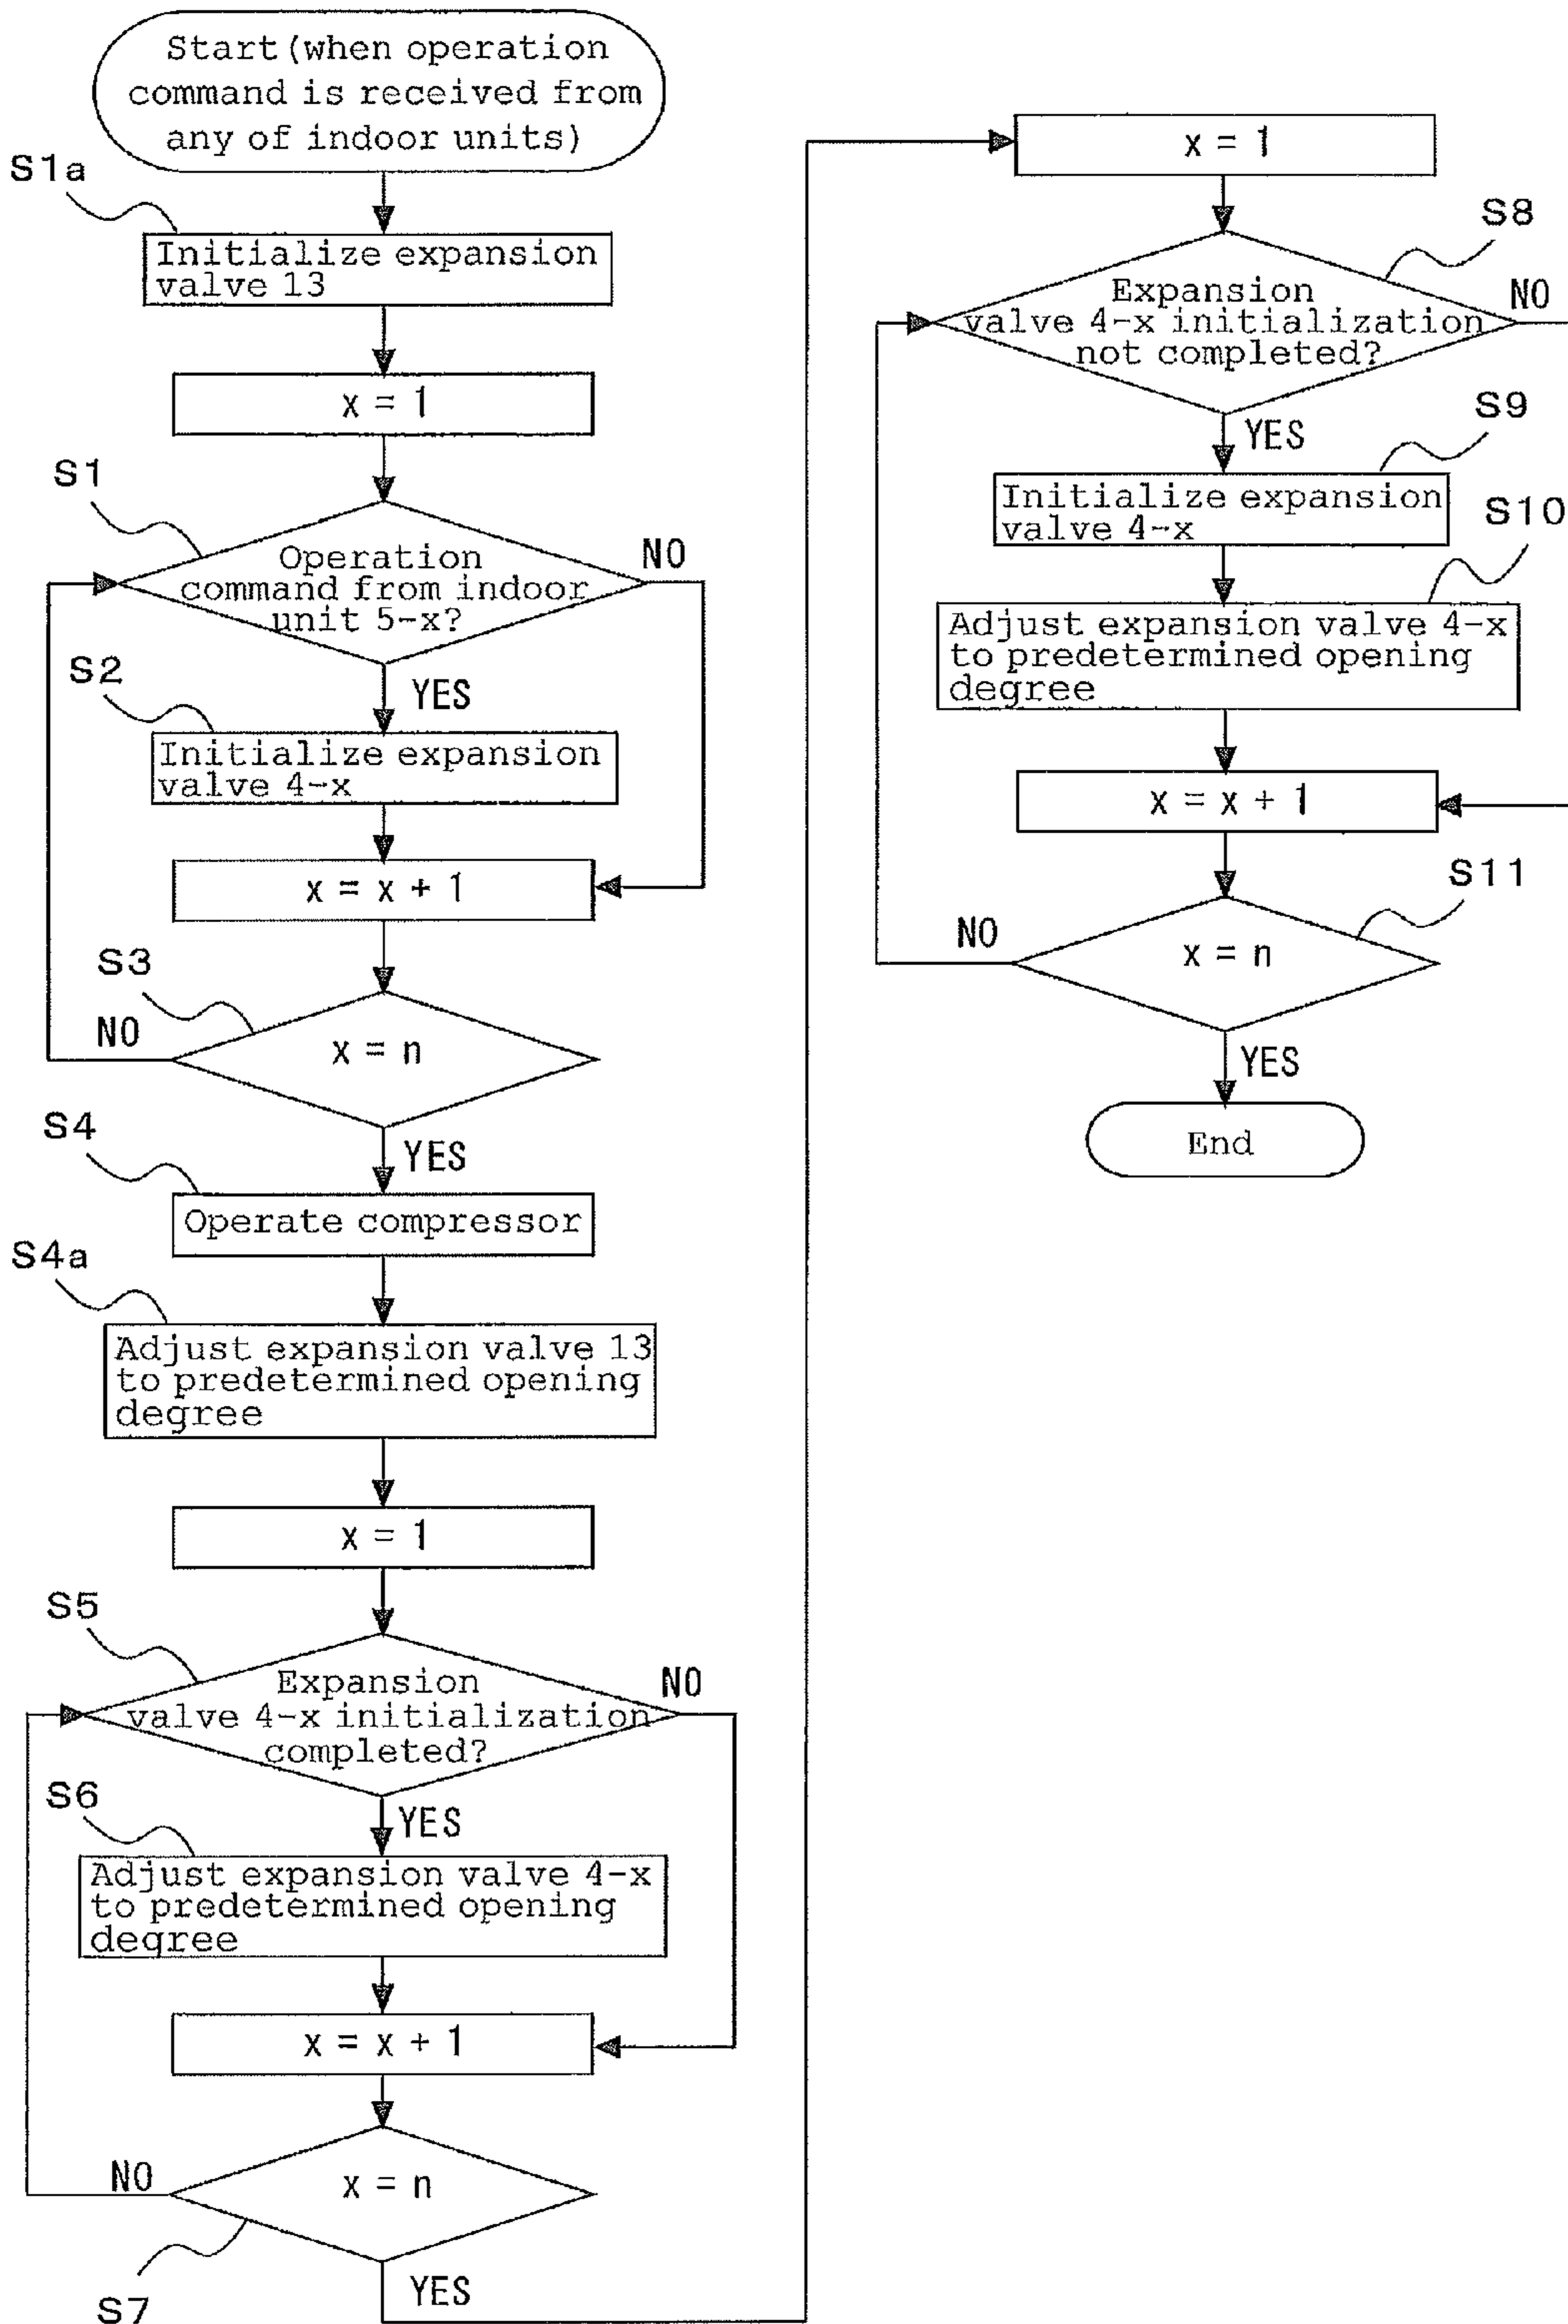 Start(when operation
command is received from
any of indoor units)
S1a
Initialize expansion
valve 13
x = 1
S1
Operation
command from indoor
unit 5-x?
NO
YES
S2
Initialize expansion
valve 4-x
x = x + 1
S3
NO
x = n
YES
S4
Operate compressor
S4a
Adjust expansion valve 13
to predetermined opening
degree
x = 1
S5
Expansion
valve 4-x initialization
completed?
NO
YES
S6
Adjust expansion valve 4-x
to predetermined opening
degree
x = x + 1
NO
x = n
S7
YES
x = 1
S8
Expansion
valve 4-x initialization
not completed?
NO
YES
S9
Initialize expansion
valve 4-x
S10
Adjust expansion valve 4-x
to predetermined opening
degree
x = x + 1
S11
NO
x = n
YES
End